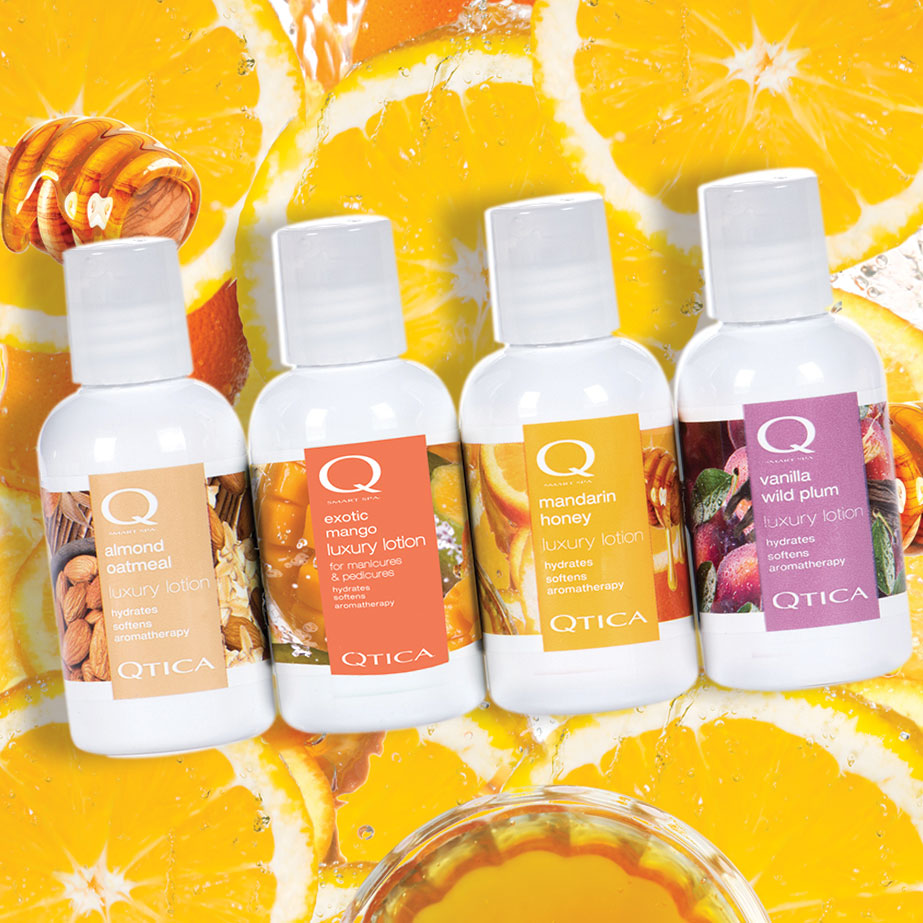 Q
SMART SPA
almond
oatmeal
luxury lotion
hydrates
softens
aromatherapy
QTICA
Q
SMART SPA
exotic
mango
luxury lotion
for manicures
& pedicures
hydrates
softens
aromatherapy
QTICA
Q
SMART SPA
mandarin
honey
luxury lotion
hydrates
softens
aromatherapy
QTICA
Q
SMART SPA
vanilla
wild plum
luxury lotion
hydrates
softens
aromatherapy
QTICA